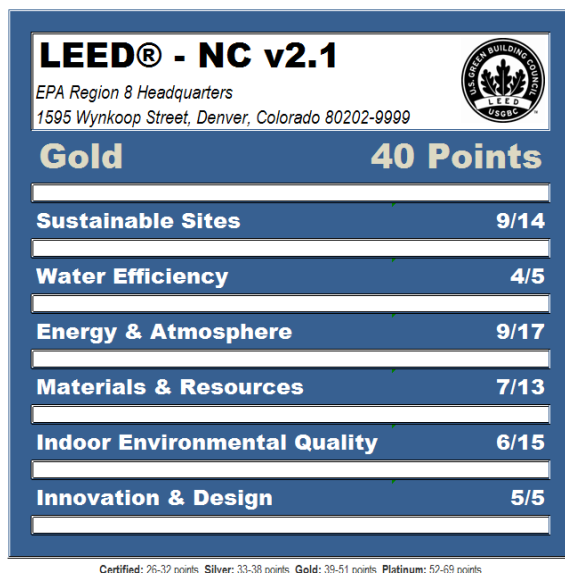 LEED® - NC v2.1
EPA Region 8 Headquarters
1595 Wynkoop Street, Denver, Colorado 80202-9999
U.S. GREEN BUILDING COUNCIL
LEED
USGBC
Gold 40 Points
Sustainable Sites 9/14
Water Efficiency 4/5
Energy & Atmosphere 9/17
Materials & Resources 7/13
Indoor Environmental Quality 6/15
Innovation & Design 5/5
Certified: 26-32 points Silver: 33-38 points Gold: 39-51 points Platinum: 52-69 points